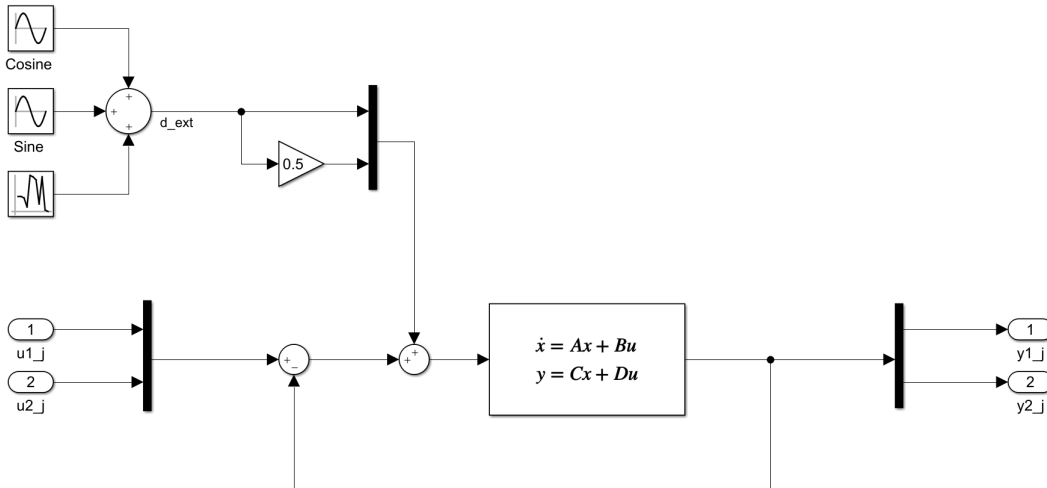 Cosine
+
+
+
d_ext
Sine
0.5
1
u1_j
2
u2_j
+
−
+
+
ẋ = Ax + Bu
y = Cx + Du
1
y1_j
2
y2_j